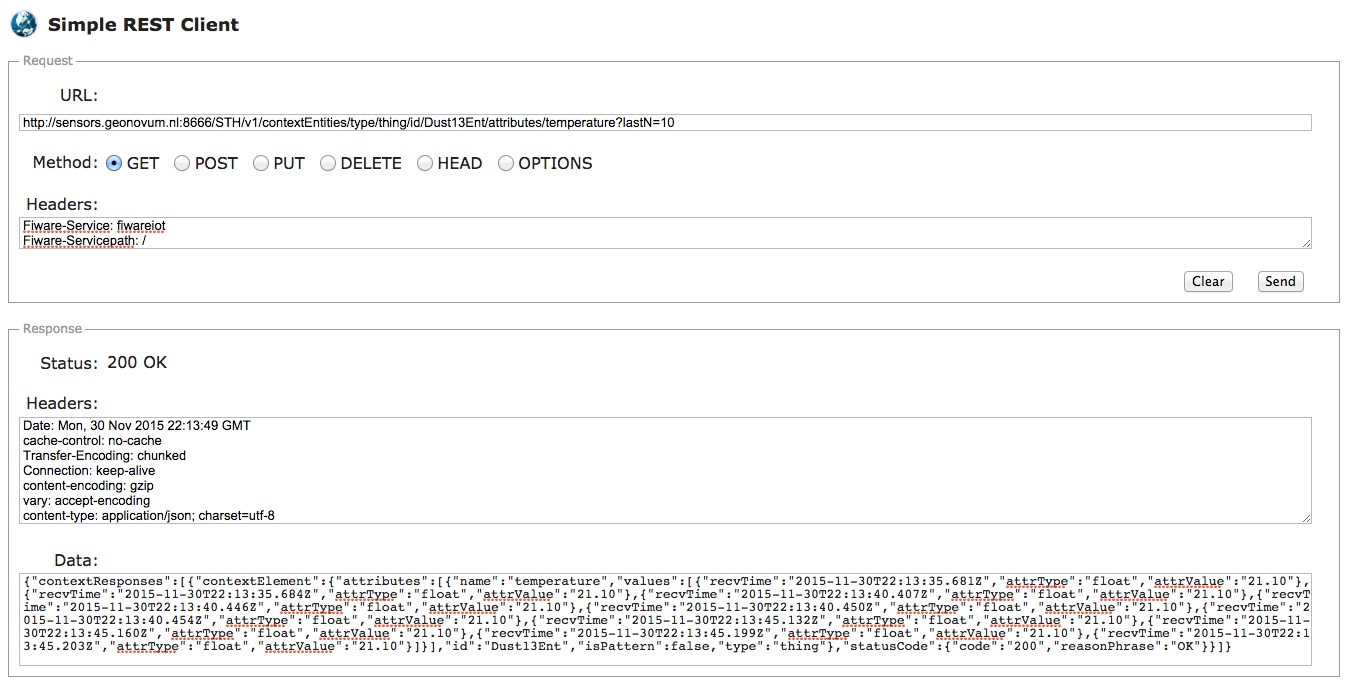 Simple REST Client
Request
URL:
http://sensors.geonovum.nl:8666/STH/v1/contextEntities/type/thing/id/Dust13Ent/attributes/temperature?lastN=10
Method: GET POST PUT DELETE HEAD OPTIONS
Headers:
Fiware-Service: fiwareiot
Fiware-Servicepath: /
Clear Send
Response
Status: 200 OK
Headers:
Date: Mon, 30 Nov 2015 22:13:49 GMT
cache-control: no-cache
Transfer-Encoding: chunked
Connection: keep-alive
content-encoding: gzip
vary: accept-encoding
content-type: application/json; charset=utf-8
Data:
{"contextResponses":[{"contextElement":{"attributes":[{"name":"temperature","values":[{"recvTime":"2015-11-30T22:13:35.681Z","attrType":"float","attrValue":"21.10"},
{"recvTime":"2015-11-30T22:13:35.684Z","attrType":"float","attrValue":"21.10"},{"recvTime":"2015-11-30T22:13:40.407Z","attrType":"float","attrValue":"21.10"},{"recvT
ime":"2015-11-30T22:13:40.446Z","attrType":"float","attrValue":"21.10"},{"recvTime":"2015-11-30T22:13:40.450Z","attrType":"float","attrValue":"21.10"},{"recvTime":"2
015-11-30T22:13:40.454Z","attrType":"float","attrValue":"21.10"},{"recvTime":"2015-11-30T22:13:45.132Z","attrType":"float","attrValue":"21.10"},{"recvTime":"2015-11-
30T22:13:45.160Z","attrType":"float","attrValue":"21.10"},{"recvTime":"2015-11-30T22:13:45.199Z","attrType":"float","attrValue":"21.10"},{"recvTime":"2015-11-30T22:1
3:45.203Z","attrType":"float","attrValue":"21.10"}]}],"id":"Dust13Ent","isPattern":false,"type":"thing"},"statusCode":{"code":"200","reasonPhrase":"OK"}}]}